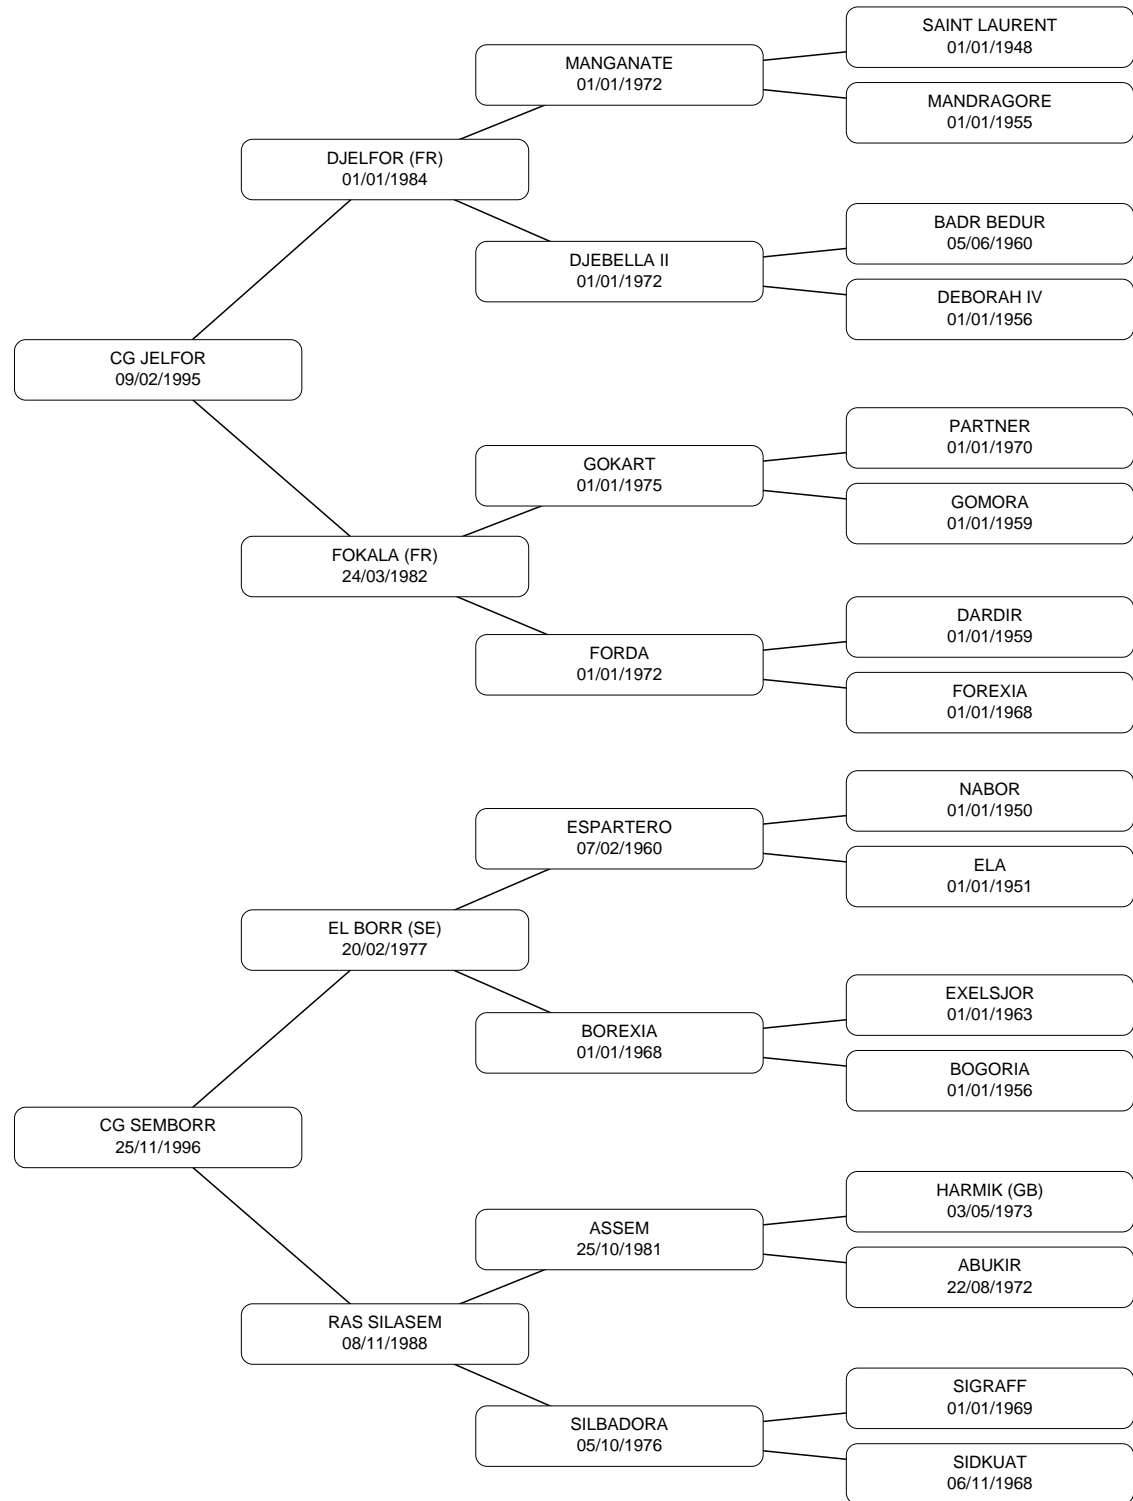 SAINT LAURENT
01/01/1948
MANGANATE
01/01/1972
MANDRAGORE
01/01/1955
DJELFOR (FR)
01/01/1984
BADR BEDUR
05/06/1960
DJEBELLA II
01/01/1972
DEBORAH IV
01/01/1956
CG JELFOR
09/02/1995
PARTNER
01/01/1970
GOKART
01/01/1975
GOMORA
01/01/1959
FOKALA (FR)
24/03/1982
DARDIR
01/01/1959
FORDA
01/01/1972
FOREXIA
01/01/1968
NABOR
01/01/1950
ESPARTERO
07/02/1960
ELA
01/01/1951
EL BORR (SE)
20/02/1977
EXELSJOR
01/01/1963
BOREXIA
01/01/1968
BOGORIA
01/01/1956
CG SEMBORR
25/11/1996
HARMIK (GB)
03/05/1973
ASSEM
25/10/1981
ABUKIR
22/08/1972
RAS SILASEM
08/11/1988
SIGRAFF
01/01/1969
SILBADORA
05/10/1976
SIDKUAT
06/11/1968